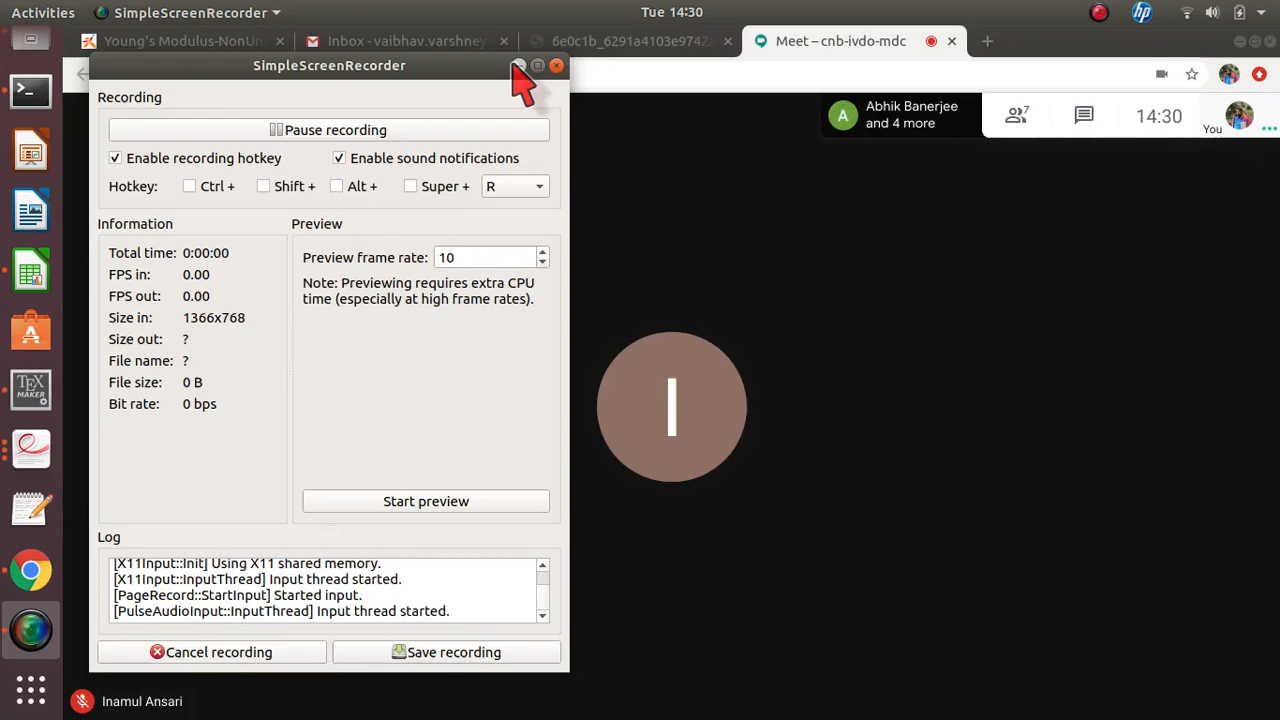 Activities
SimpleScreenRecorder
Tue 14:30
Young's Modulus-NonUn
Inbox - vaibhav.varshney
6e0c1b_6291a4103e9742
Meet – cnb-ivdo-mdc
SimpleScreenRecorder
Abhik Banerjee
and 4 more
A
7
14:30
You
Recording
Pause recording
Enable recording hotkey
Enable sound notifications
Hotkey:
Ctrl +
Shift +
Alt +
Super +
R
Information
Total time: 0:00:00
FPS in: 0.00
FPS out: 0.00
Size in: 1366x768
Size out: ?
File name: ?
File size: 0 B
Bit rate: 0 bps
Preview
Preview frame rate: 10
Note: Previewing requires extra CPU
time (especially at high frame rates).
Start preview
I
Log
[X11Input::Init] Using X11 shared memory.
[X11Input::InputThread] Input thread started.
[PageRecord::StartInput] Started input.
[PulseAudioInput::InputThread] Input thread started.
Cancel recording
Save recording
Inamul Ansari
TEX
MAKER
hp